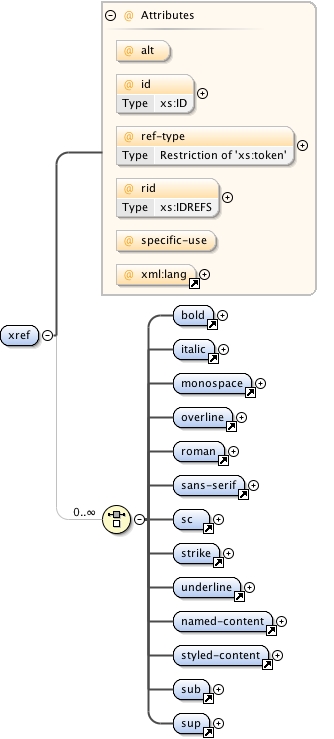 @ Attributes
@ alt
@ id
Type xs:ID
@ ref-type
Type Restriction of 'xs:token'
@ rid
Type xs:IDREFS
@ specific-use
@ xml:lang
xref
bold
italic
monospace
overline
roman
sans-serif
0..∞
sc
strike
underline
named-content
styled-content
sub
sup